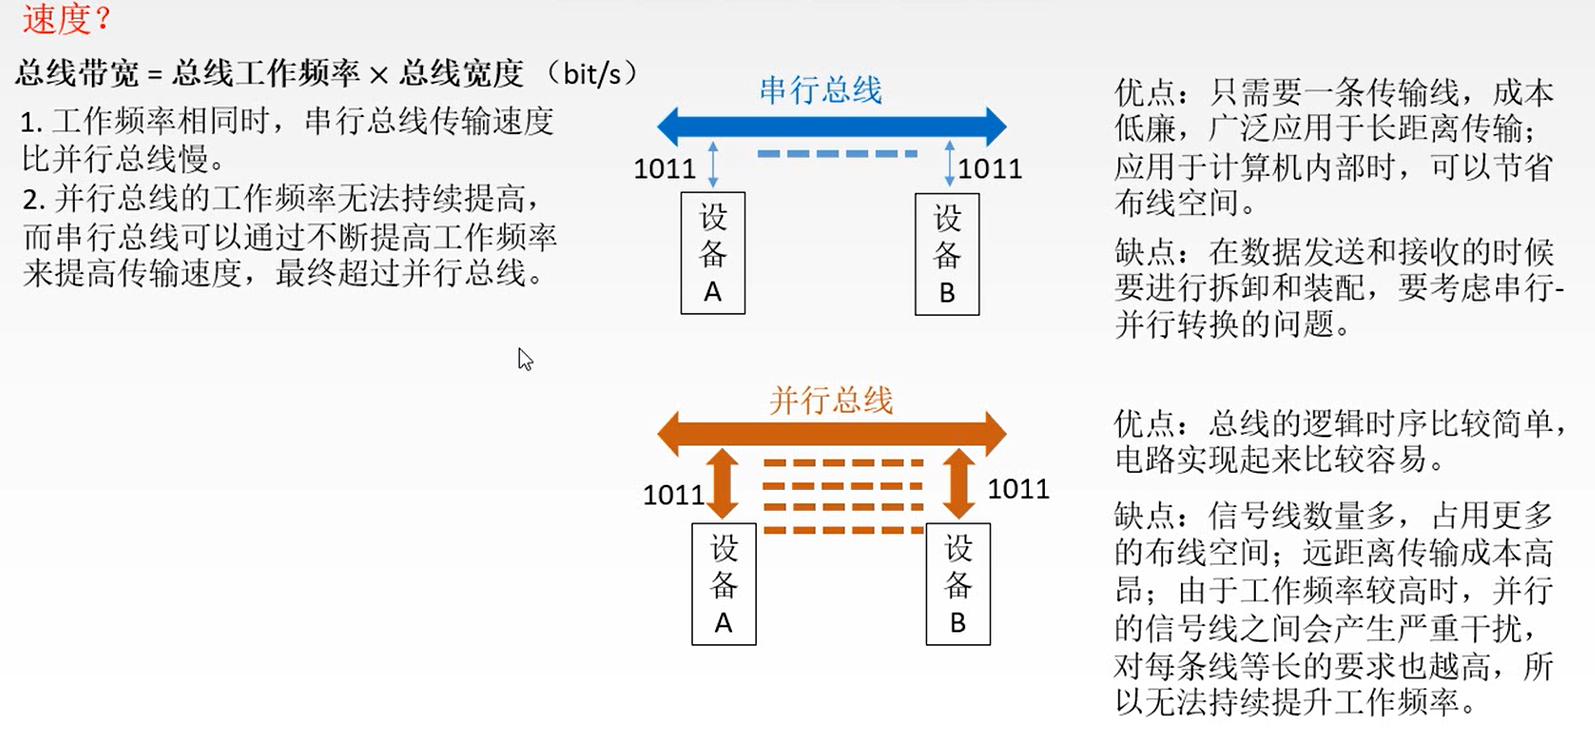 速度？
总线带宽 = 总线工作频率 × 总线宽度 （bit/s）
1. 工作频率相同时，串行总线传输速度
比并行总线慢。
2. 并行总线的工作频率无法持续提高，
而串行总线可以通过不断提高工作频率
来提高传输速度，最终超过并行总线。
串行总线
1011
1011
设
备
A
设
备
B
优点：只需要一条传输线，成本
低廉，广泛应用于长距离传输；
应用于计算机内部时，可以节省
布线空间。
缺点：在数据发送和接收的时候
要进行拆卸和装配，要考虑串行-
并行转换的问题。
并行总线
1011
1011
设
备
A
设
备
B
优点：总线的逻辑时序比较简单，
电路实现起来比较容易。
缺点：信号线数量多，占用更多
的布线空间；远距离传输成本高
昂；由于工作频率较高时，并行
的信号线之间会产生严重干扰，
对每条线等长的要求也越高，所
以无法持续提升工作频率。